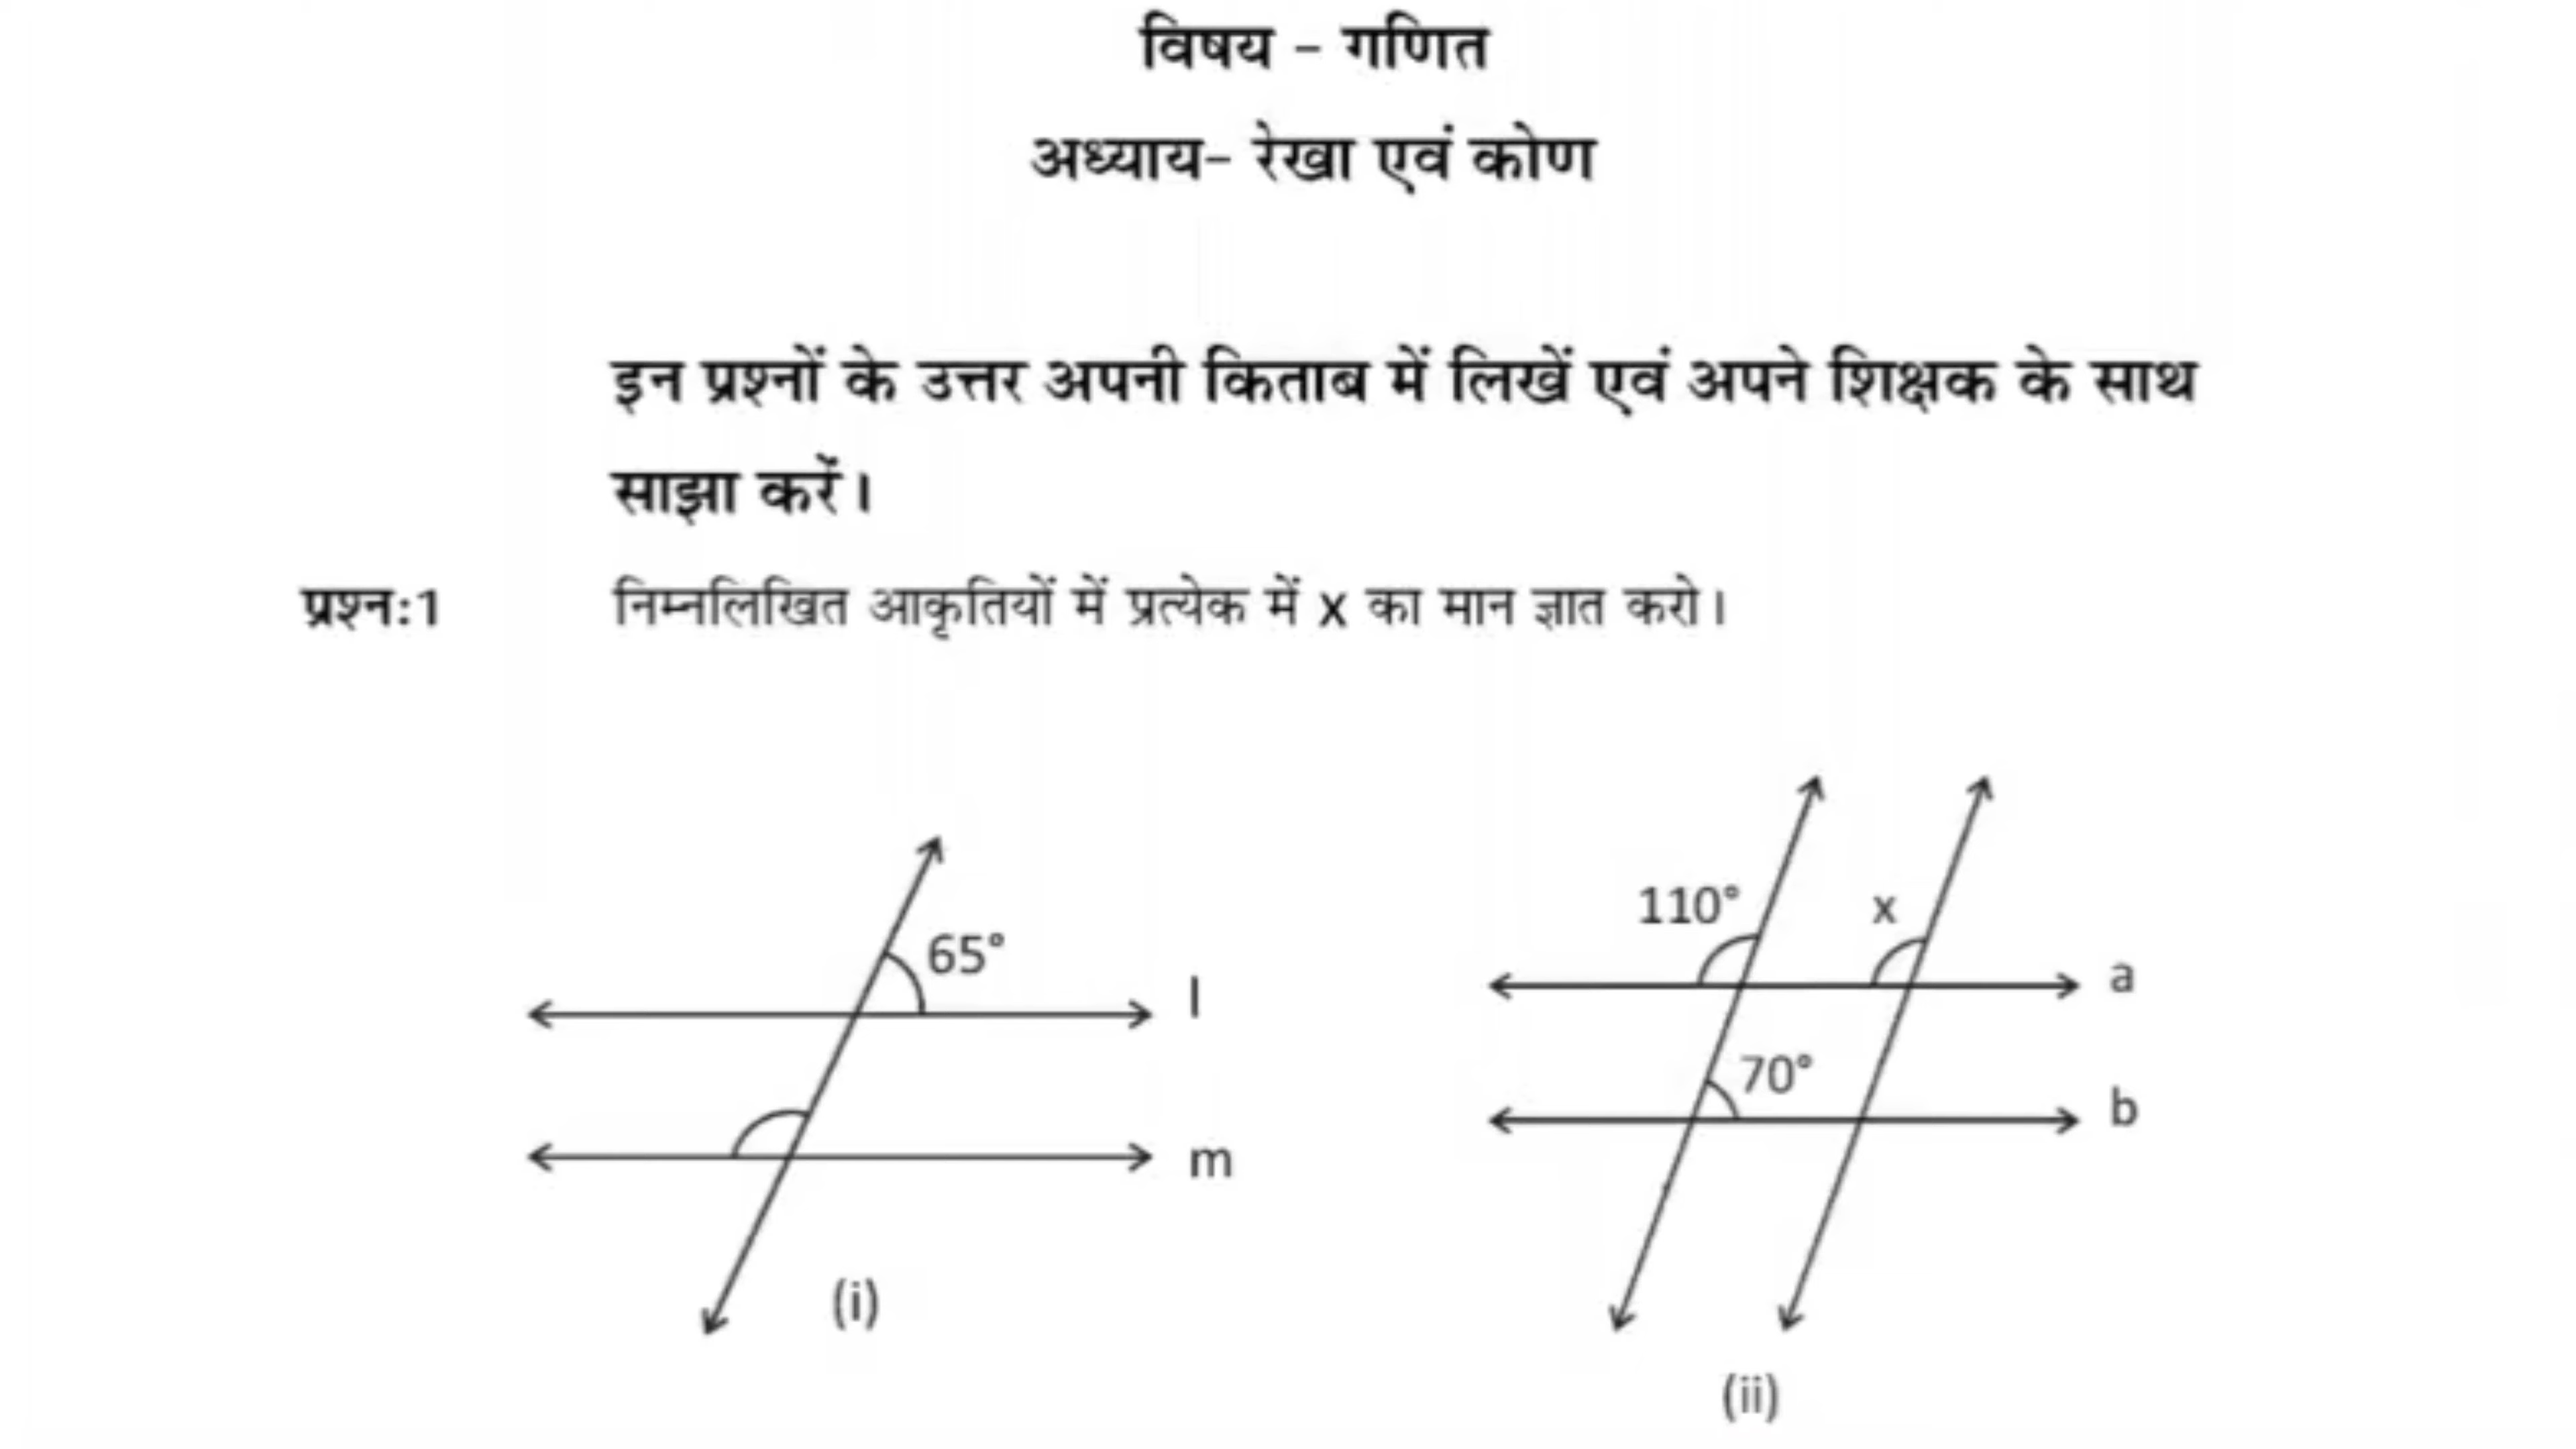 विषय – गणित
अध्याय– रेखा एवं कोण
इन प्रश्नों के उत्तर अपनी किताब में लिखें एवं अपने शिक्षक के साथ
साझा करें।
प्रश्न:1 निम्नलिखित आकृतियों में प्रत्येक में x का मान ज्ञात करो।
65°
l
m
(i)
110° x
a
70°
b
(ii)